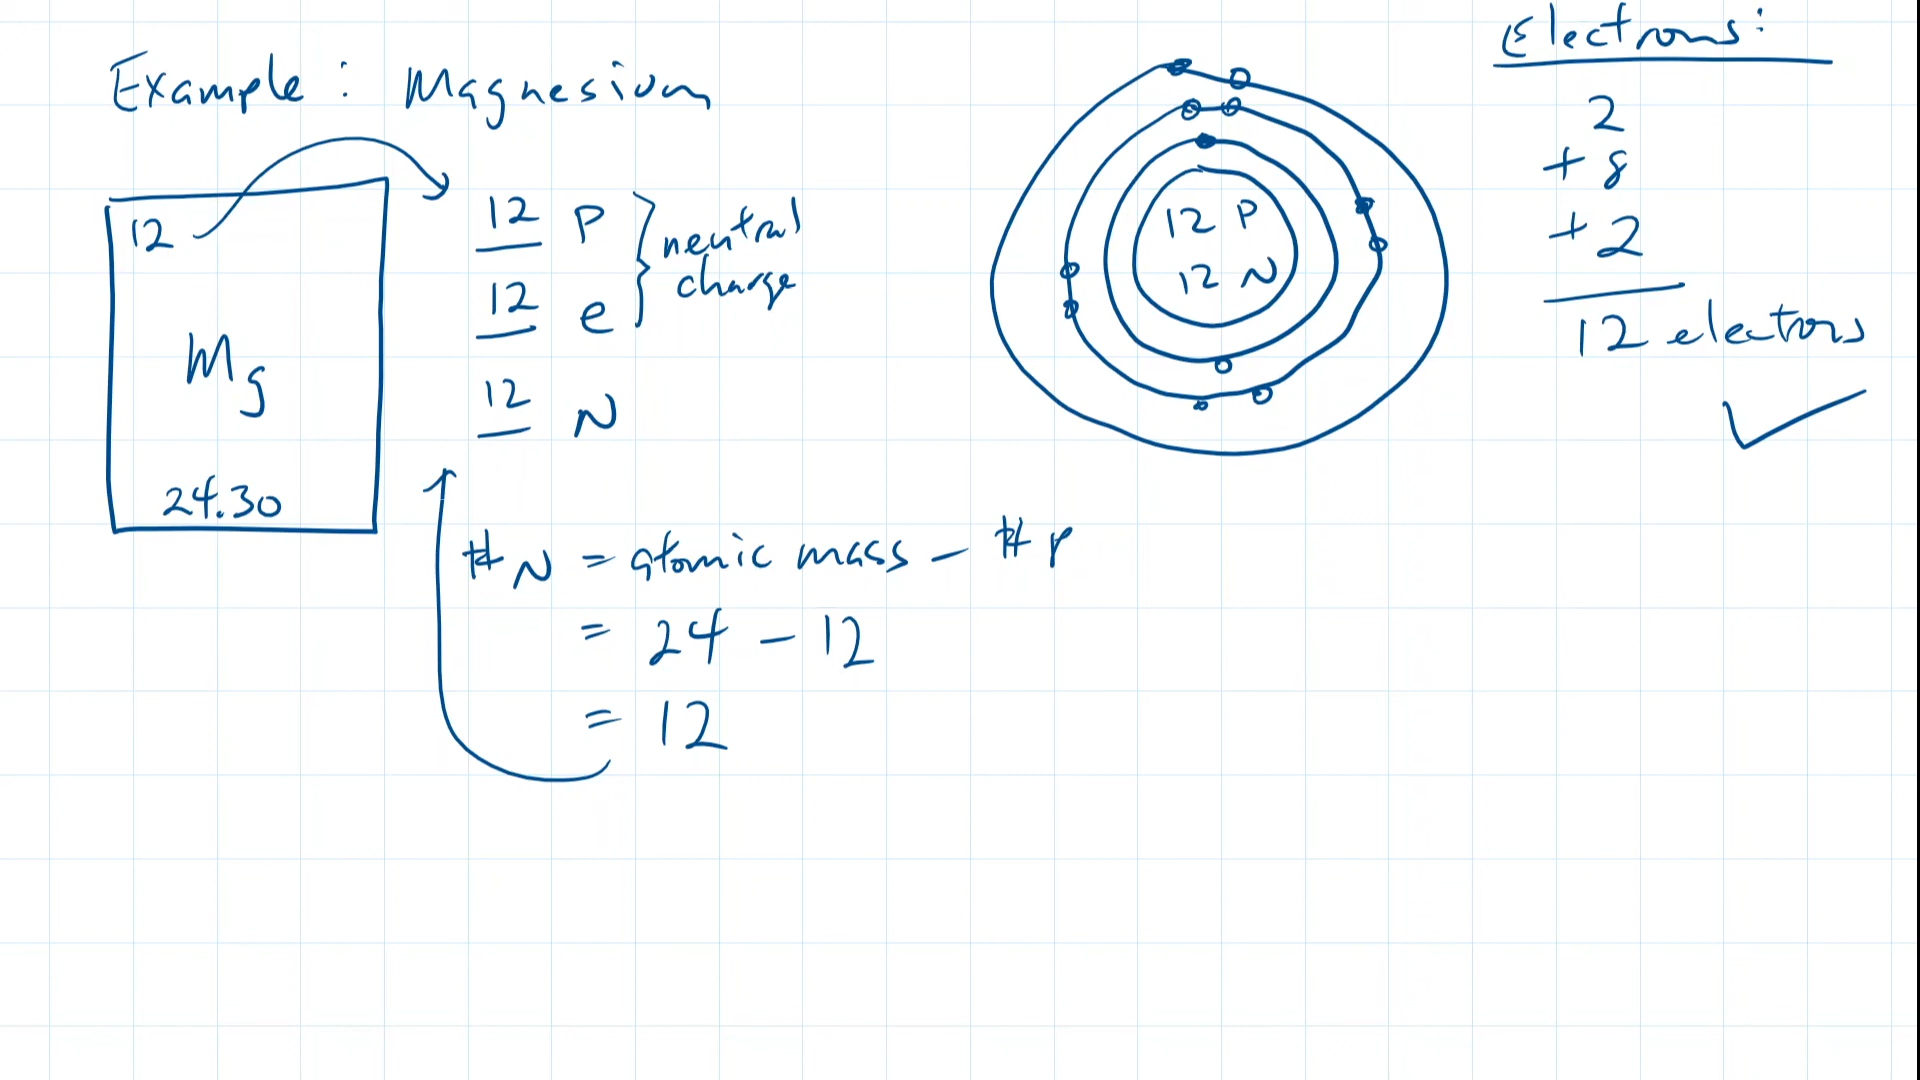 Example : Magnesium
12
Mg
24.30
12 P
12 e
12 N
neutral
charge
#N = atomic mass - # P
= 24 - 12
= 12
12 P
12 N
Electrons:
2
+ 8
+ 2
12 electrons